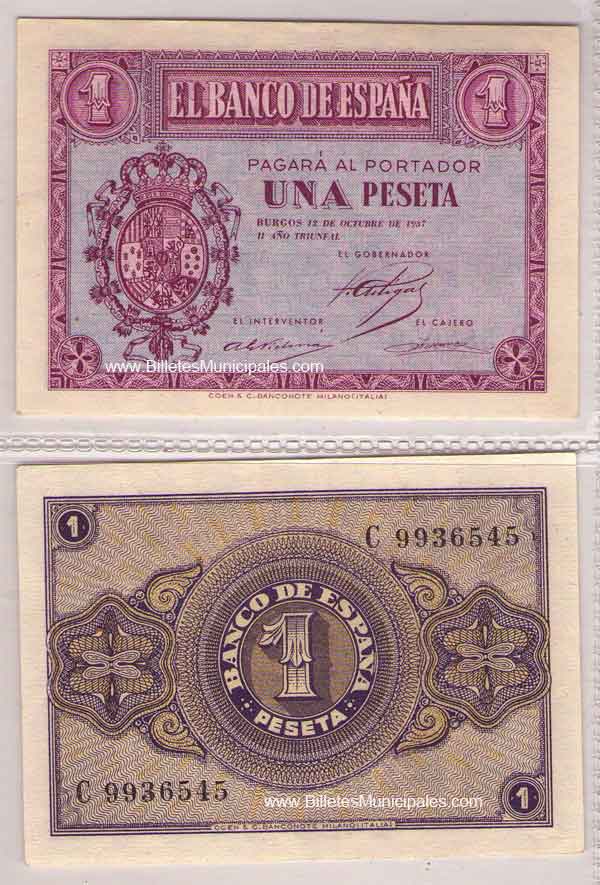 1 EL BANCO DE ESPAÑA 1
PAGARÁ AL PORTADOR
UNA PESETA
BURGOS 12 DE OCTUBRE DE 1937
II AÑO TRIUNFAL
EL GOBERNADOR
EL INTERVENTOR
EL CAJERO
www.BilletesMunicipales.com
COEN & C. BANCONOTE MILANO (ITALIA)
1
C 9936545
BANCO DE ESPAÑA
1
PESETA
C 9936545
www.BilletesMunicipales.com
1
COEN & C. BANCONOTE MILANO (ITALIA)